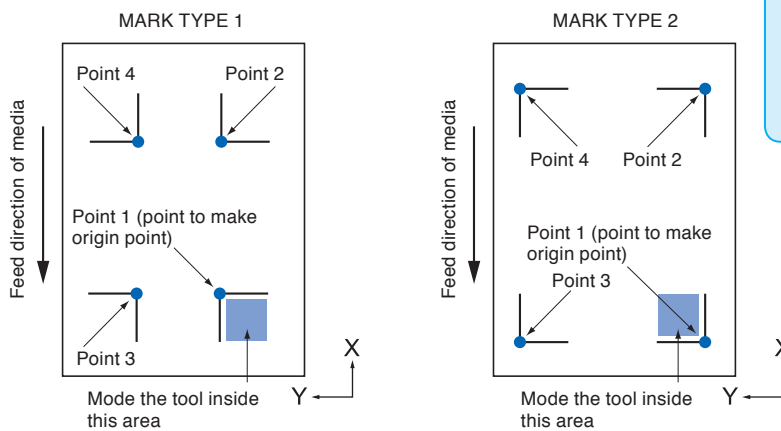 MARK TYPE 1
Point 4
Point 2
Feed direction of media
Point 1 (point to make
origin point)
Point 3
X
Y
Mode the tool inside
this area
MARK TYPE 2
Feed direction of media
Point 4
Point 2
Point 1 (point to make
origin point)
Point 3
X
Y
Mode the tool inside
this area